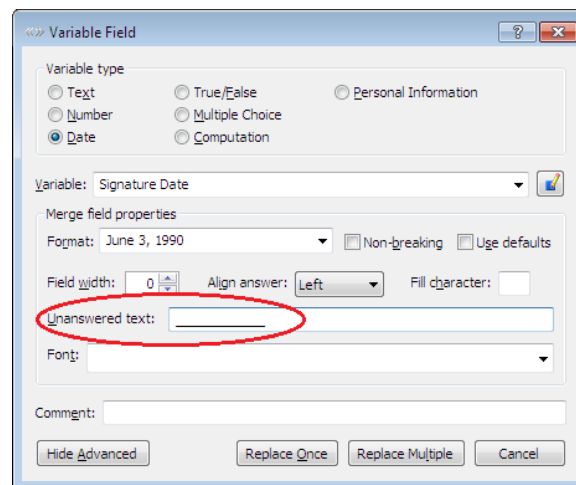 «» Variable Field
Variable type
Text True/False Personal Information
Number Multiple Choice
Date Computation
Variable: Signature Date
Merge field properties
Format: June 3, 1990 Non-breaking Use defaults
Field width: 0 Align answer: Left Fill character:
Unanswered text: ____________
Font:
Comment:
Hide Advanced Replace Once Replace Multiple Cancel